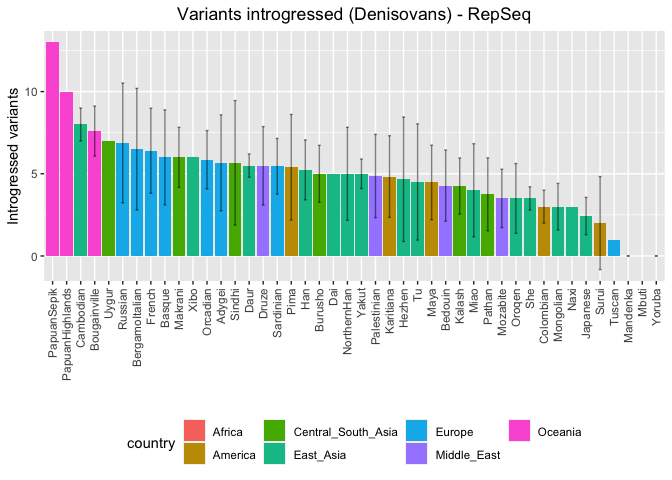 Variants introgressed (Denisovans) - RepSeq
Introgressed variants
10
5
0
PapuanSepik
PapuanHighlands
Cambodian
Bougainville
Uygur
Russian
BergamoItalian
French
Basque
Makrani
Xibo
Orcadian
Adygei
Sindhi
Daur
Druze
Sardinian
Pima
Han
Burusho
Dai
NorthernHan
Yakut
Palestinian
Karitiana
Hezhen
Tu
Maya
Bedouin
Kalash
Miao
Pathan
Mozabite
Oroqen
She
Colombian
Mongolian
Naxi
Japanese
Surui
Tuscan
Mandenka
Mbuti
Yoruba
country
Africa
America
Central_South_Asia
East_Asia
Europe
Middle_East
Oceania